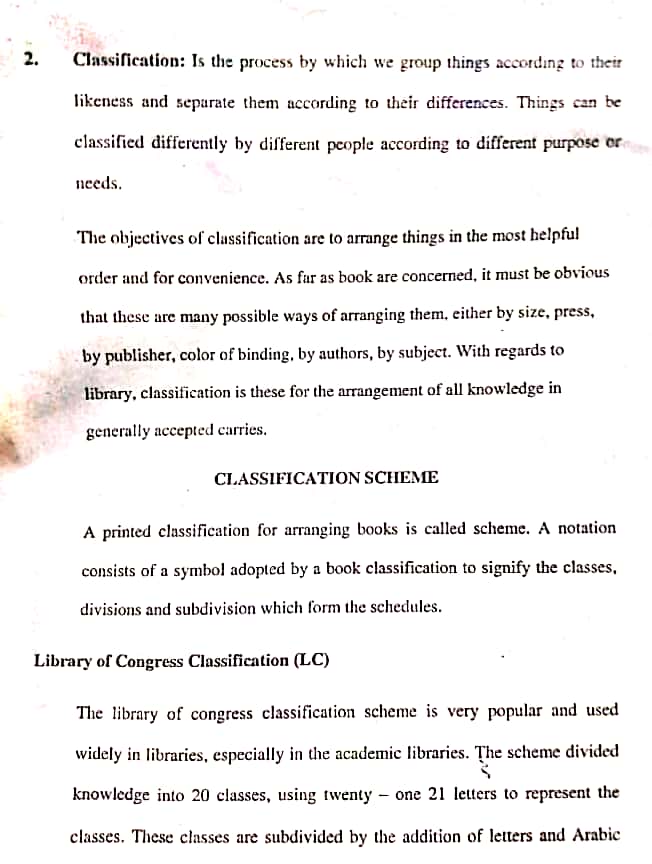 2. Classification: Is the process by which we group things according to their
likeness and separate them according to their differences. Things can be
classified differently by different people according to different purpose or
needs.
The objectives of classification are to arrange things in the most helpful
order and for convenience. As far as book are concerned, it must be obvious
that these are many possible ways of arranging them, either by size, press,
by publisher, color of binding, by authors, by subject. With regards to
library, classification is these for the arrangement of all knowledge in
generally accepted carries.
CLASSIFICATION SCHEME
A printed classification for arranging books is called scheme. A notation
consists of a symbol adopted by a book classification to signify the classes,
divisions and subdivision which form the schedules.
Library of Congress Classification (LC)
The library of congress classification scheme is very popular and used
widely in libraries, especially in the academic libraries. The scheme divided
knowledge into 20 classes, using twenty – one 21 letters to represent the
classes. These classes are subdivided by the addition of letters and Arabic